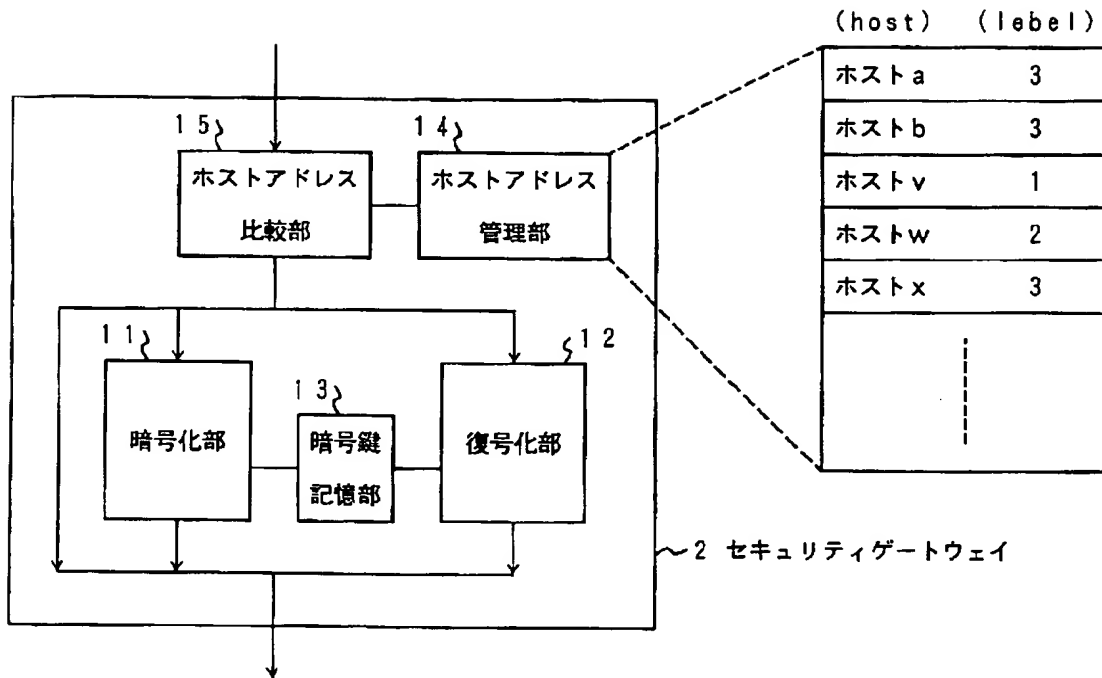 (host) (lebel)
ホストa 3
ホストb 3
ホストv 1
ホストw 2
ホストx 3
15
ホストアドレス
比較部
14
ホストアドレス
管理部
11
暗号化部
13
暗号鍵
記憶部
12
復号化部
2 セキュリティゲートウェイ